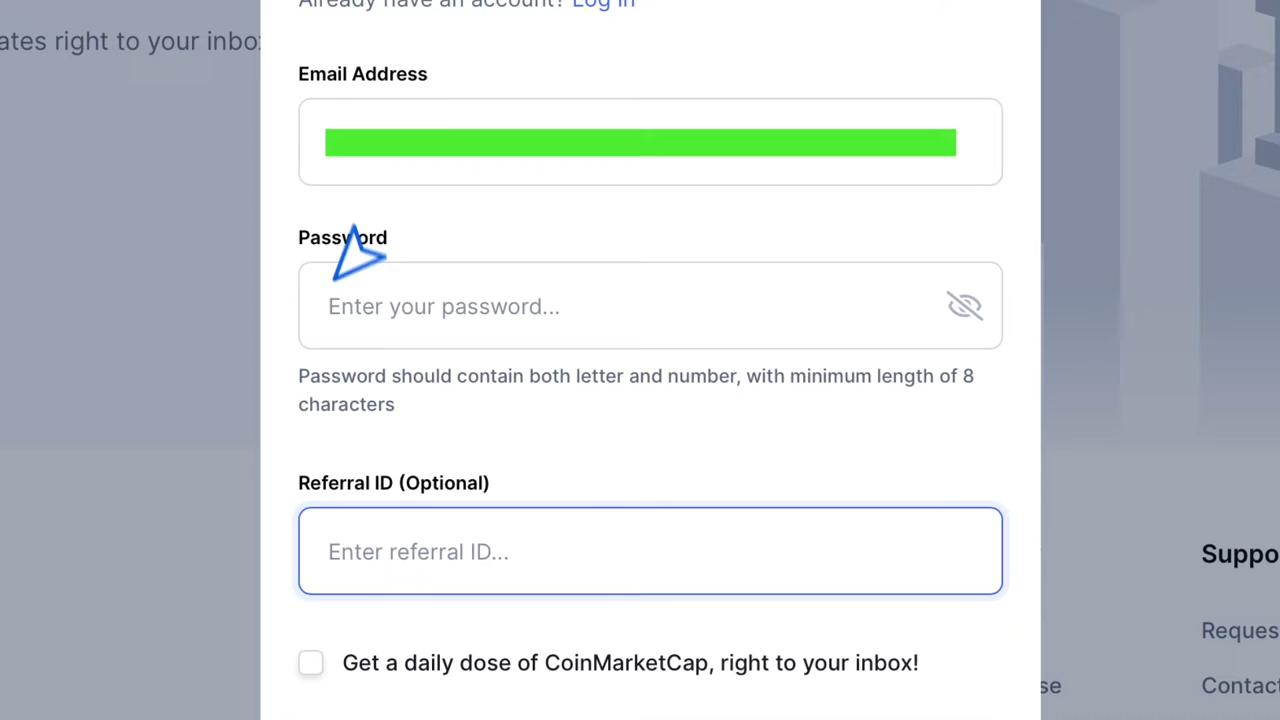 Already have an account? Log In
ates right to your inbox
Email Address
Password
Enter your password...
Password should contain both letter and number, with minimum length of 8
characters
Referral ID (Optional)
Enter referral ID...
Suppo
Reques
Get a daily dose of CoinMarketCap, right to your inbox!
se
Contact